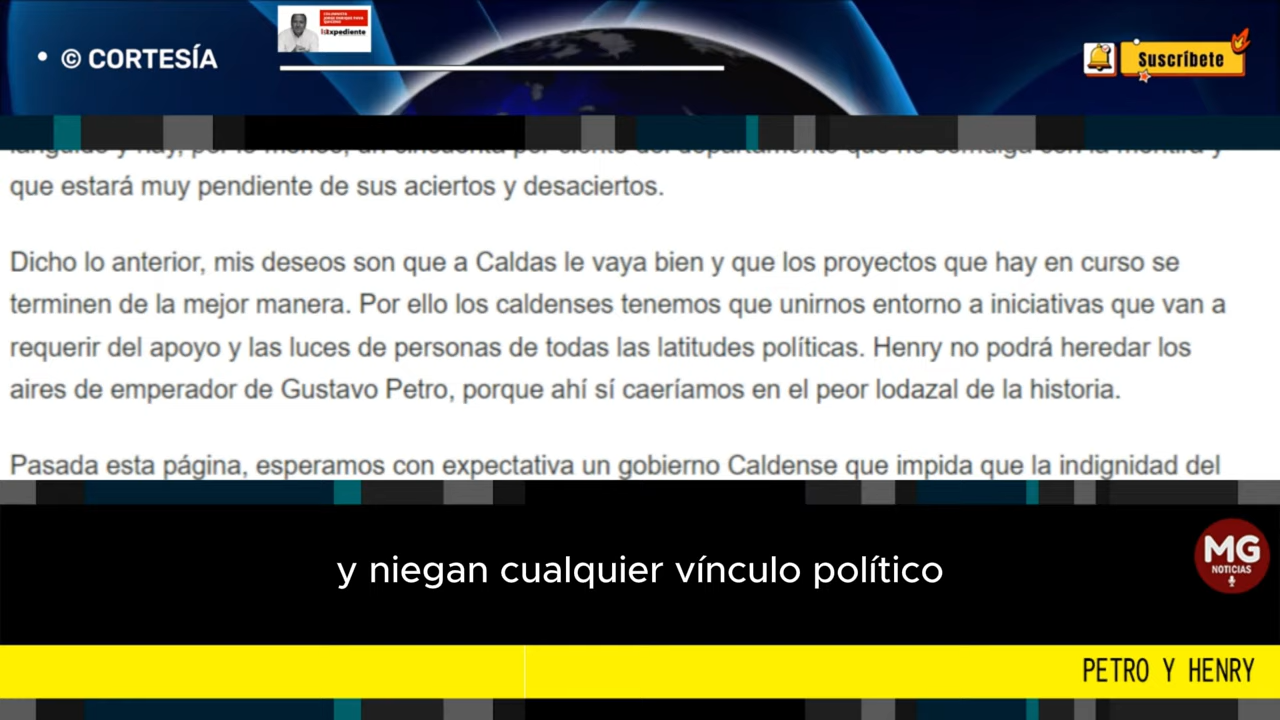 • © CORTESÍA
liExpediente
Suscríbete
que estará muy pendiente de sus aciertos y desaciertos.
Dicho lo anterior, mis deseos son que a Caldas le vaya bien y que los proyectos que hay en curso se
terminen de la mejor manera. Por ello los caldenses tenemos que unirnos entorno a iniciativas que van a
requerir del apoyo y las luces de personas de todas las latitudes políticas. Henry no podrá heredar los
aires de emperador de Gustavo Petro, porque ahí sí caeríamos en el peor lodazal de la historia.
Pasada esta página, esperamos con expectativa un gobierno Caldense que impida que la indignidad del
y niegan cualquier vínculo político
MG
NOTICIAS
PETRO Y HENRY